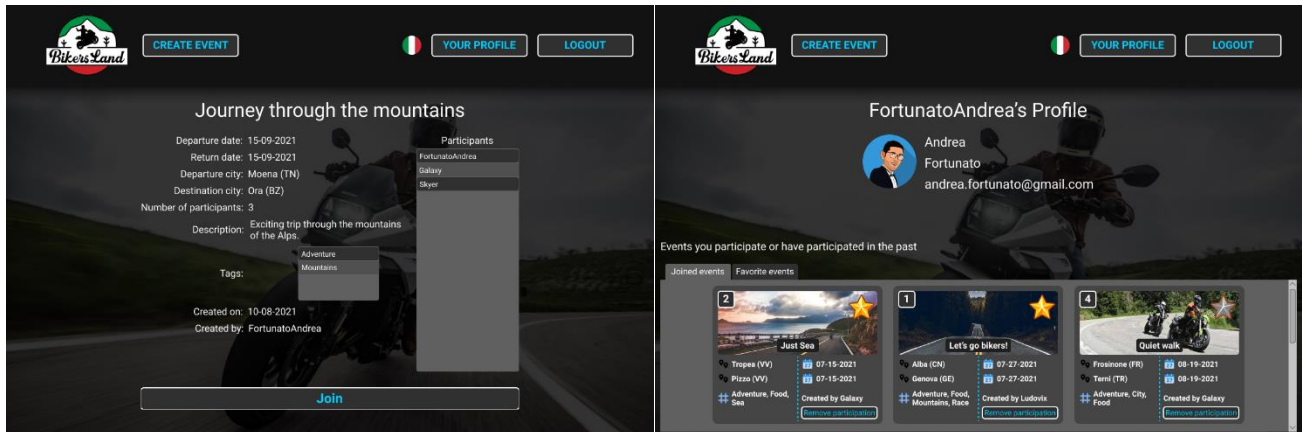 BikersLand
CREATE EVENT
YOUR PROFILE
LOGOUT
Journey through the mountains
Departure date: 15-09-2021
Return date: 15-09-2021
Departure city: Moena (TN)
Destination city: Ora (BZ)
Number of participants: 3
Description: Exciting trip through the mountains
of the Alps.
Tags:
Adventure
Mountains
Created on: 10-08-2021
Created by: FortunatoAndrea
Participants
FortunatoAndrea
Galaxy
Skyer
Join
BikersLand
CREATE EVENT
YOUR PROFILE
LOGOUT
FortunatoAndrea's Profile
Andrea
Fortunato
andrea.fortunato@gmail.com
Events you participate or have participated in the past
Joined events
Favorite events
2
Just Sea
Tropea (VV)
07-15-2021
Pizzo (VV)
07-15-2021
Adventure, Food,
Sea
Created by Galaxy
Remove participation
1
Let's go bikers!
Alba (CN)
07-27-2021
Genova (GE)
07-27-2021
Adventure, Food,
Mountains, Race
Created by Ludovix
Remove participation
4
Quiet walk
Frosinone (FR)
08-19-2021
Terni (TR)
08-19-2021
Adventure, City,
Food
Created by Galaxy
Remove participation